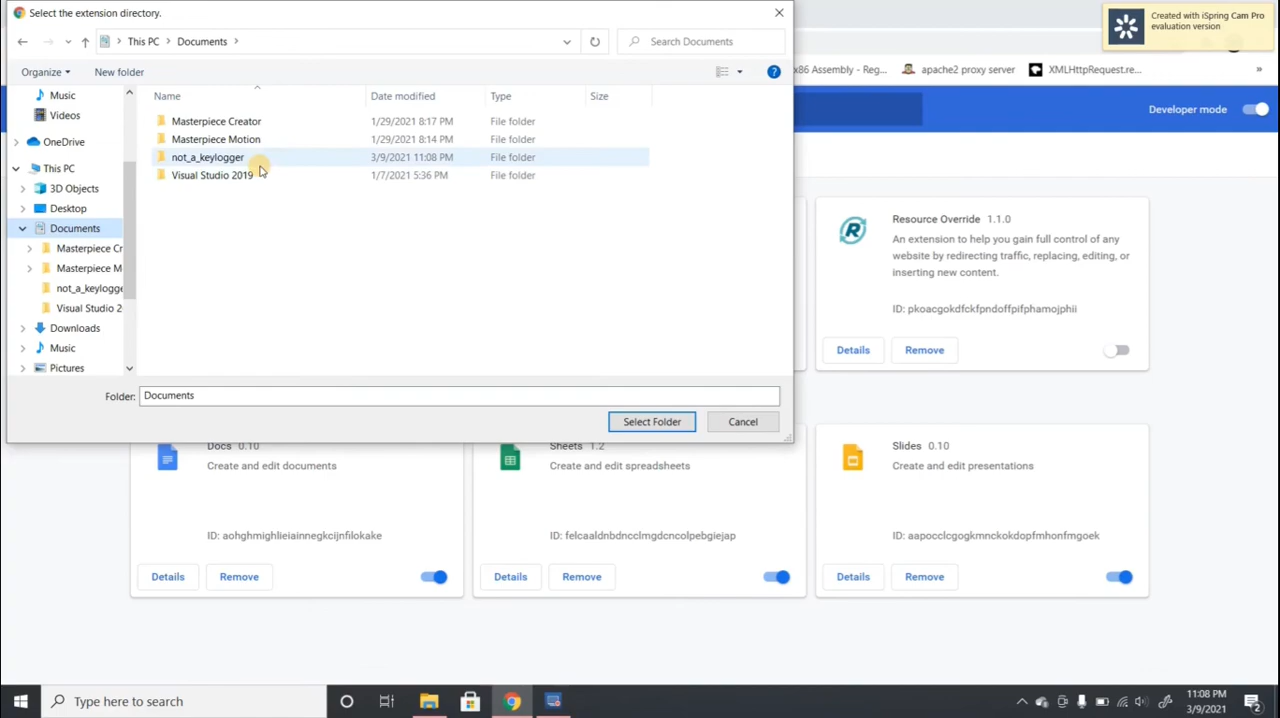 Select the extension directory.
Created with iSpring Cam Pro
evaluation version
This PC
Documents
Search Documents
Organize
New folder
x86 Assembly - Reg...
apache2 proxy server
XMLHttpRequest.re...
»
Music
Videos
OneDrive
This PC
3D Objects
Desktop
Documents
Masterpiece Cr
Masterpiece M
not_a_keylogge
Visual Studio 2
Downloads
Music
Pictures
Name
Date modified
Type
Size
Masterpiece Creator
1/29/2021 8:17 PM
File folder
Masterpiece Motion
1/29/2021 8:14 PM
File folder
not_a_keylogger
3/9/2021 11:08 PM
File folder
Visual Studio 2019
1/7/2021 5:36 PM
File folder
Folder:
Documents
Select Folder
Cancel
Developer mode
Resource Override 1.1.0
An extension to help you gain full control of any
website by redirecting traffic, replacing, editing, or
inserting new content.
ID: pkoacgokdfckfpndoffpifphamojphii
Details
Remove
Docs 0.10
Create and edit documents
ID: aohghmighlieiainnegkcijnfilokake
Details
Remove
Sheets 1.2
Create and edit spreadsheets
ID: felcaaldnbdncclmgdcncolpebgiejap
Details
Remove
Slides 0.10
Create and edit presentations
ID: aapocclcgogkmnckokdopfmhonfmgoek
Details
Remove
Type here to search
11:08 PM
3/9/2021
2